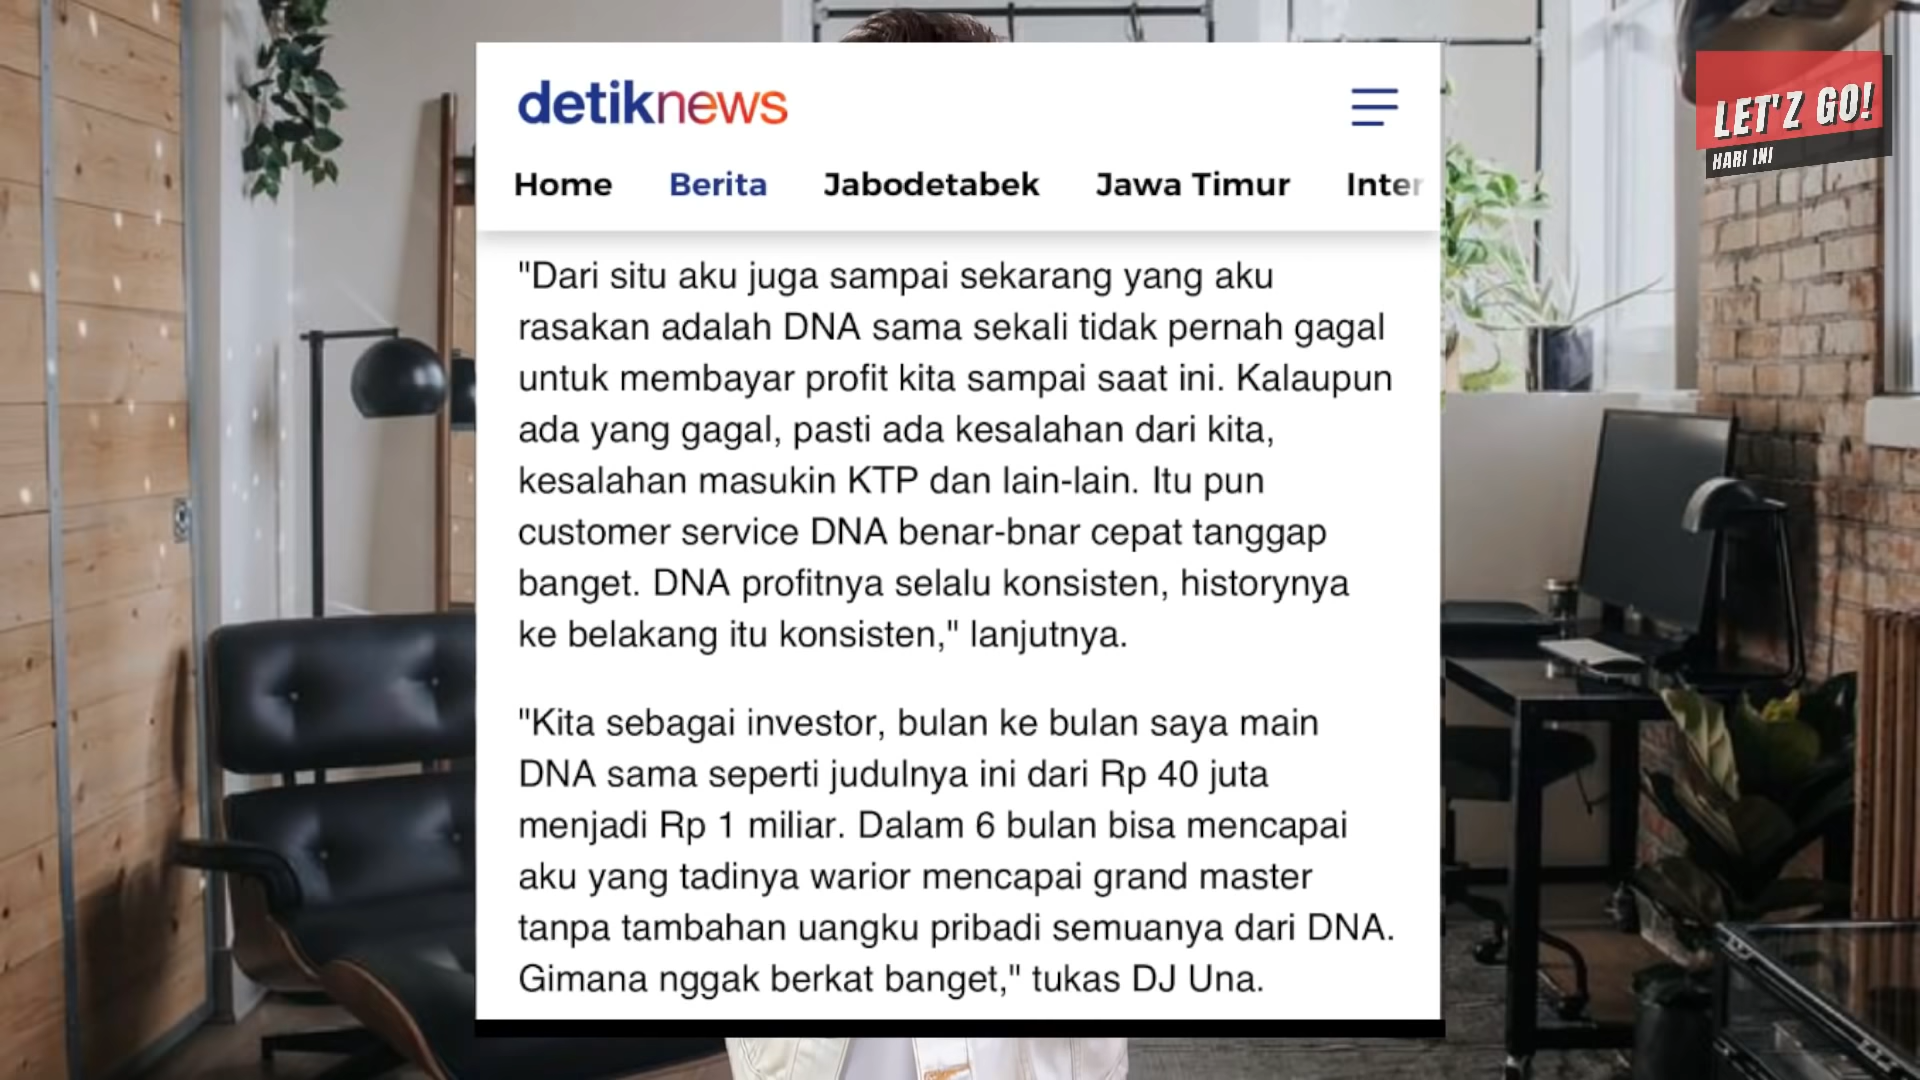 detiknews
LET'Z GO!
HARI INI
Home Berita Jabodetabek Jawa Timur Inter
"Dari situ aku juga sampai sekarang yang aku
rasakan adalah DNA sama sekali tidak pernah gagal
untuk membayar profit kita sampai saat ini. Kalaupun
ada yang gagal, pasti ada kesalahan dari kita,
kesalahan masukin KTP dan lain-lain. Itu pun
customer service DNA benar-bnar cepat tanggap
banget. DNA profitnya selalu konsisten, historynya
ke belakang itu konsisten," lanjutnya.
"Kita sebagai investor, bulan ke bulan saya main
DNA sama seperti judulnya ini dari Rp 40 juta
menjadi Rp 1 miliar. Dalam 6 bulan bisa mencapai
aku yang tadinya warior mencapai grand master
tanpa tambahan uangku pribadi semuanya dari DNA.
Gimana nggak berkat banget," tukas DJ Una.